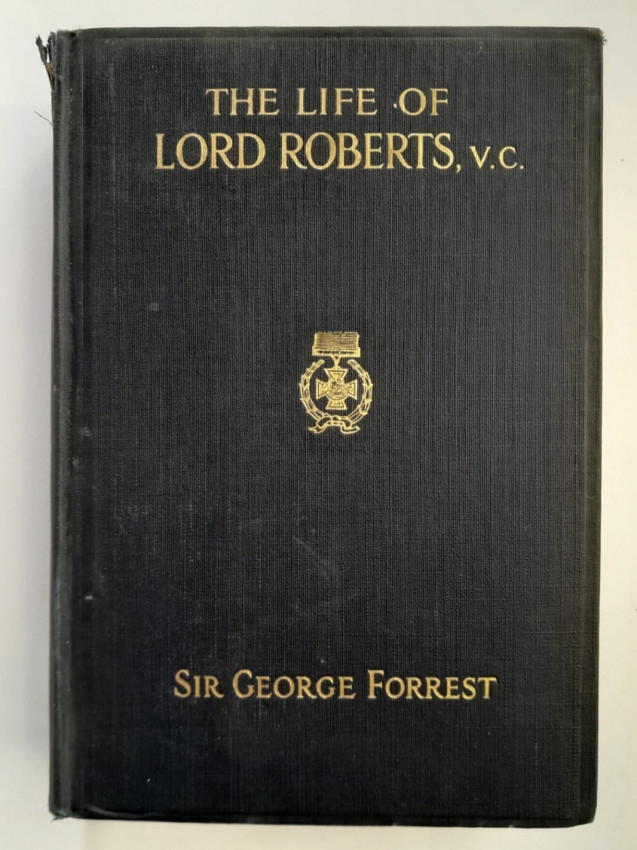 THE LIFE OF
LORD ROBERTS, V.C.
SIR GEORGE FORREST